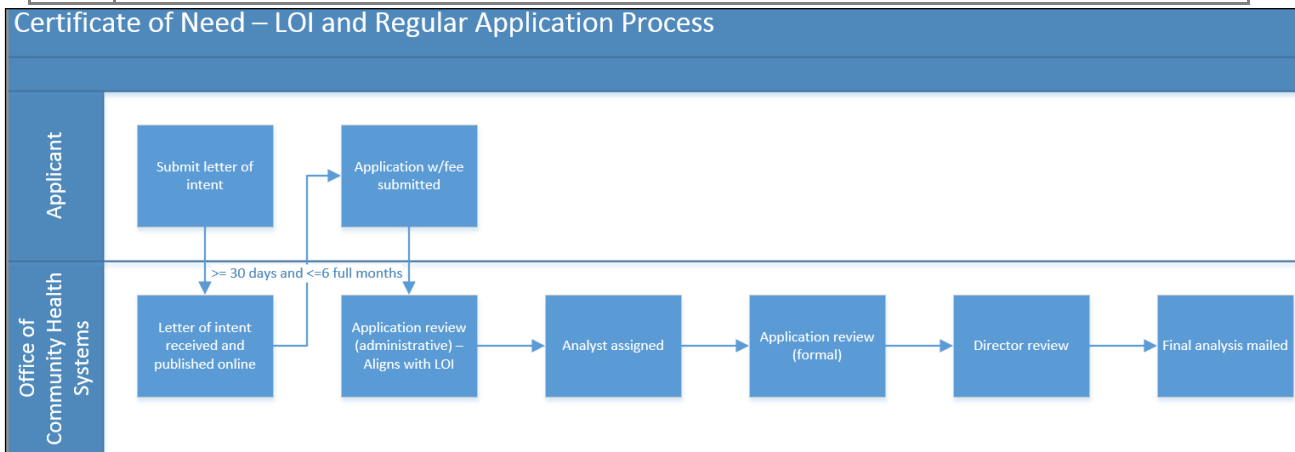 Certificate of Need – LOI and Regular Application Process
Applicant
Submit letter of
intent
Application w/fee
submitted
>= 30 days and <=6 full months
Office of
Community Health
Systems
Letter of intent
received and
published online
Application review
(administrative) –
Aligns with LOI
Analyst assigned
Application review
(formal)
Director review
Final analysis mailed